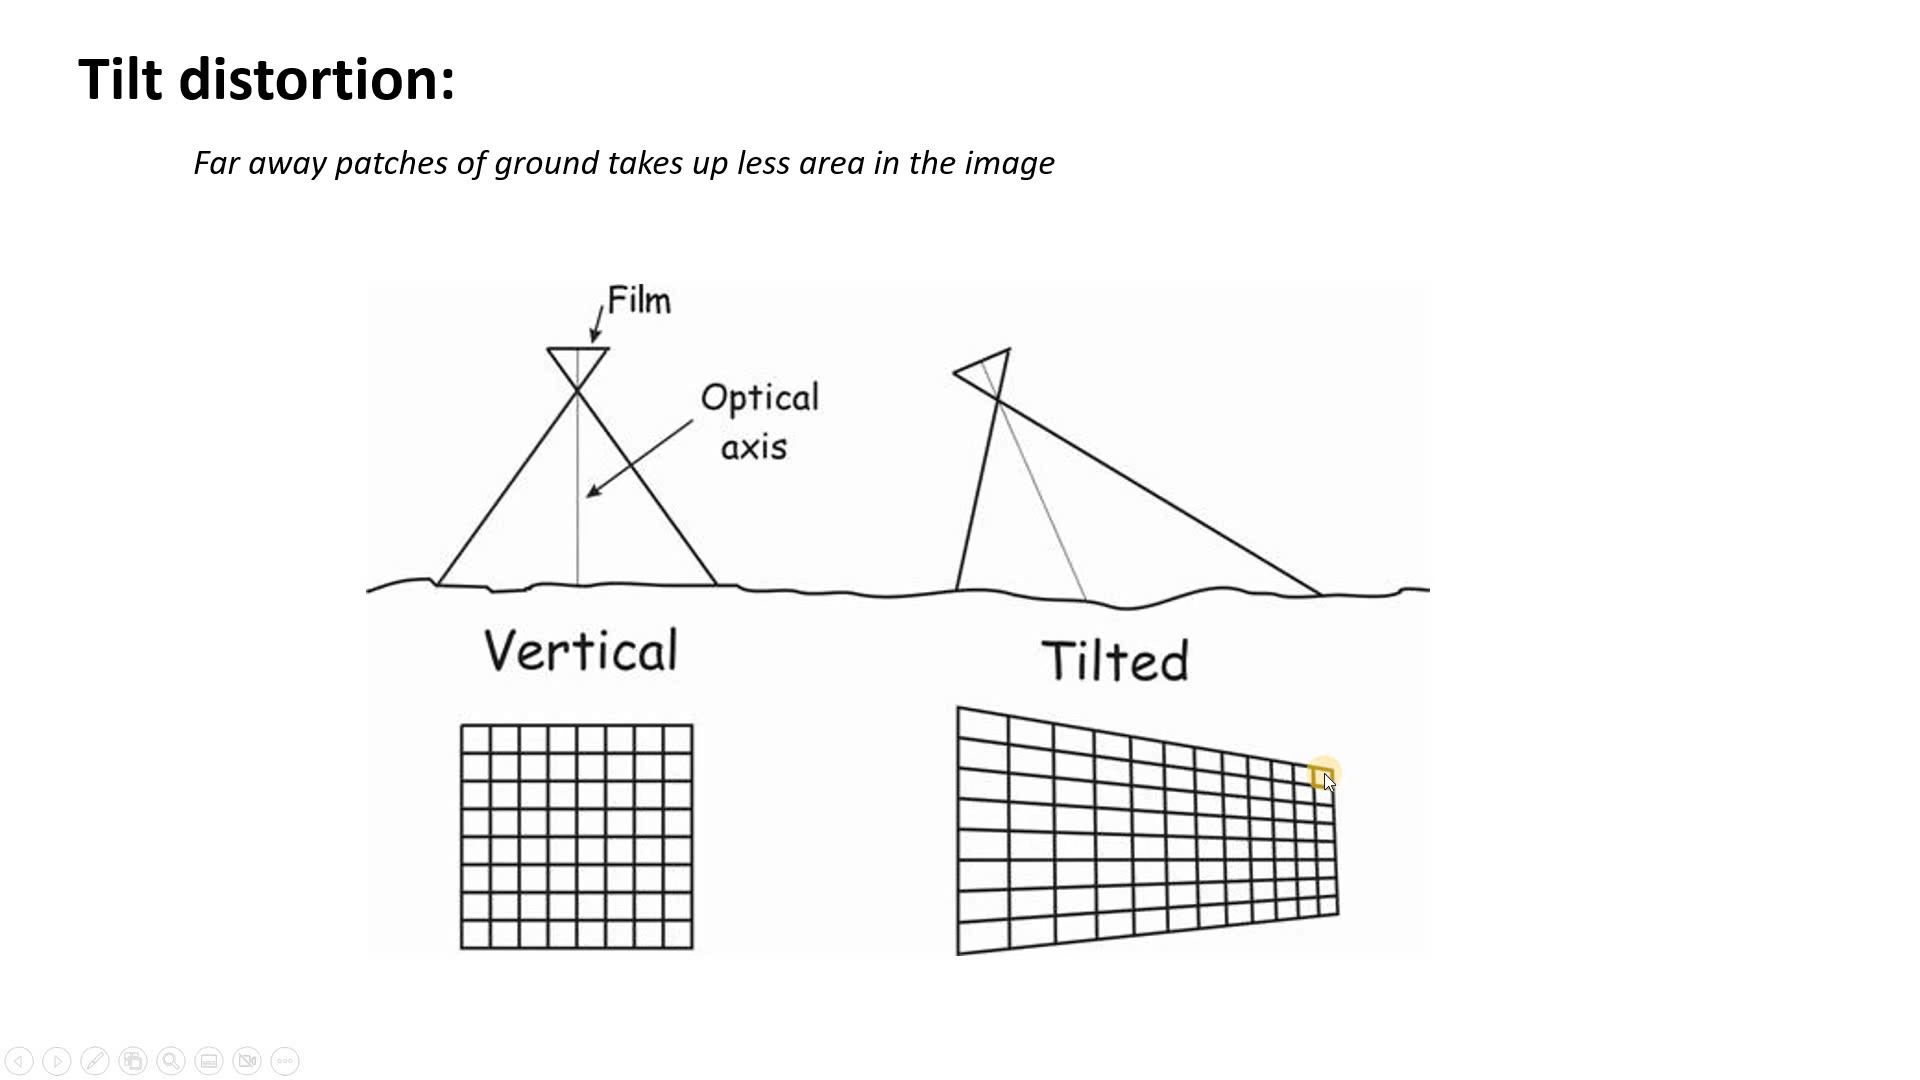 Tilt distortion:
Far away patches of ground takes up less area in the image
Film
Optical
axis
Vertical
Tilted